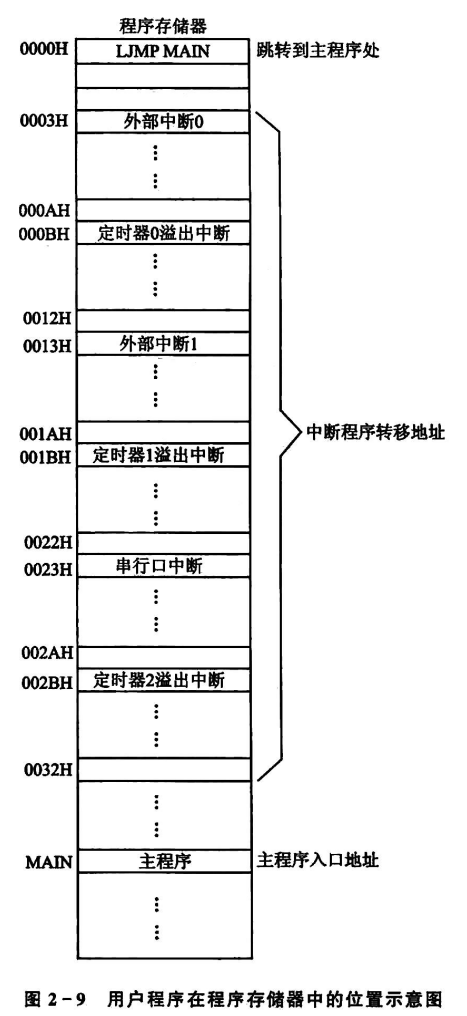 程序存储器
0000H LJMP MAIN 跳转到主程序处
0003H 外部中断0
⋮
000AH
000BH 定时器0溢出中断
⋮
0012H
0013H 外部中断1
⋮
001AH
中断程序转移地址
001BH 定时器1溢出中断
⋮
0022H
0023H 串行口中断
⋮
002AH
002BH 定时器2溢出中断
⋮
0032H
⋮
MAIN 主程序 主程序入口地址
⋮
图 2-9 用户程序在程序存储器中的位置示意图